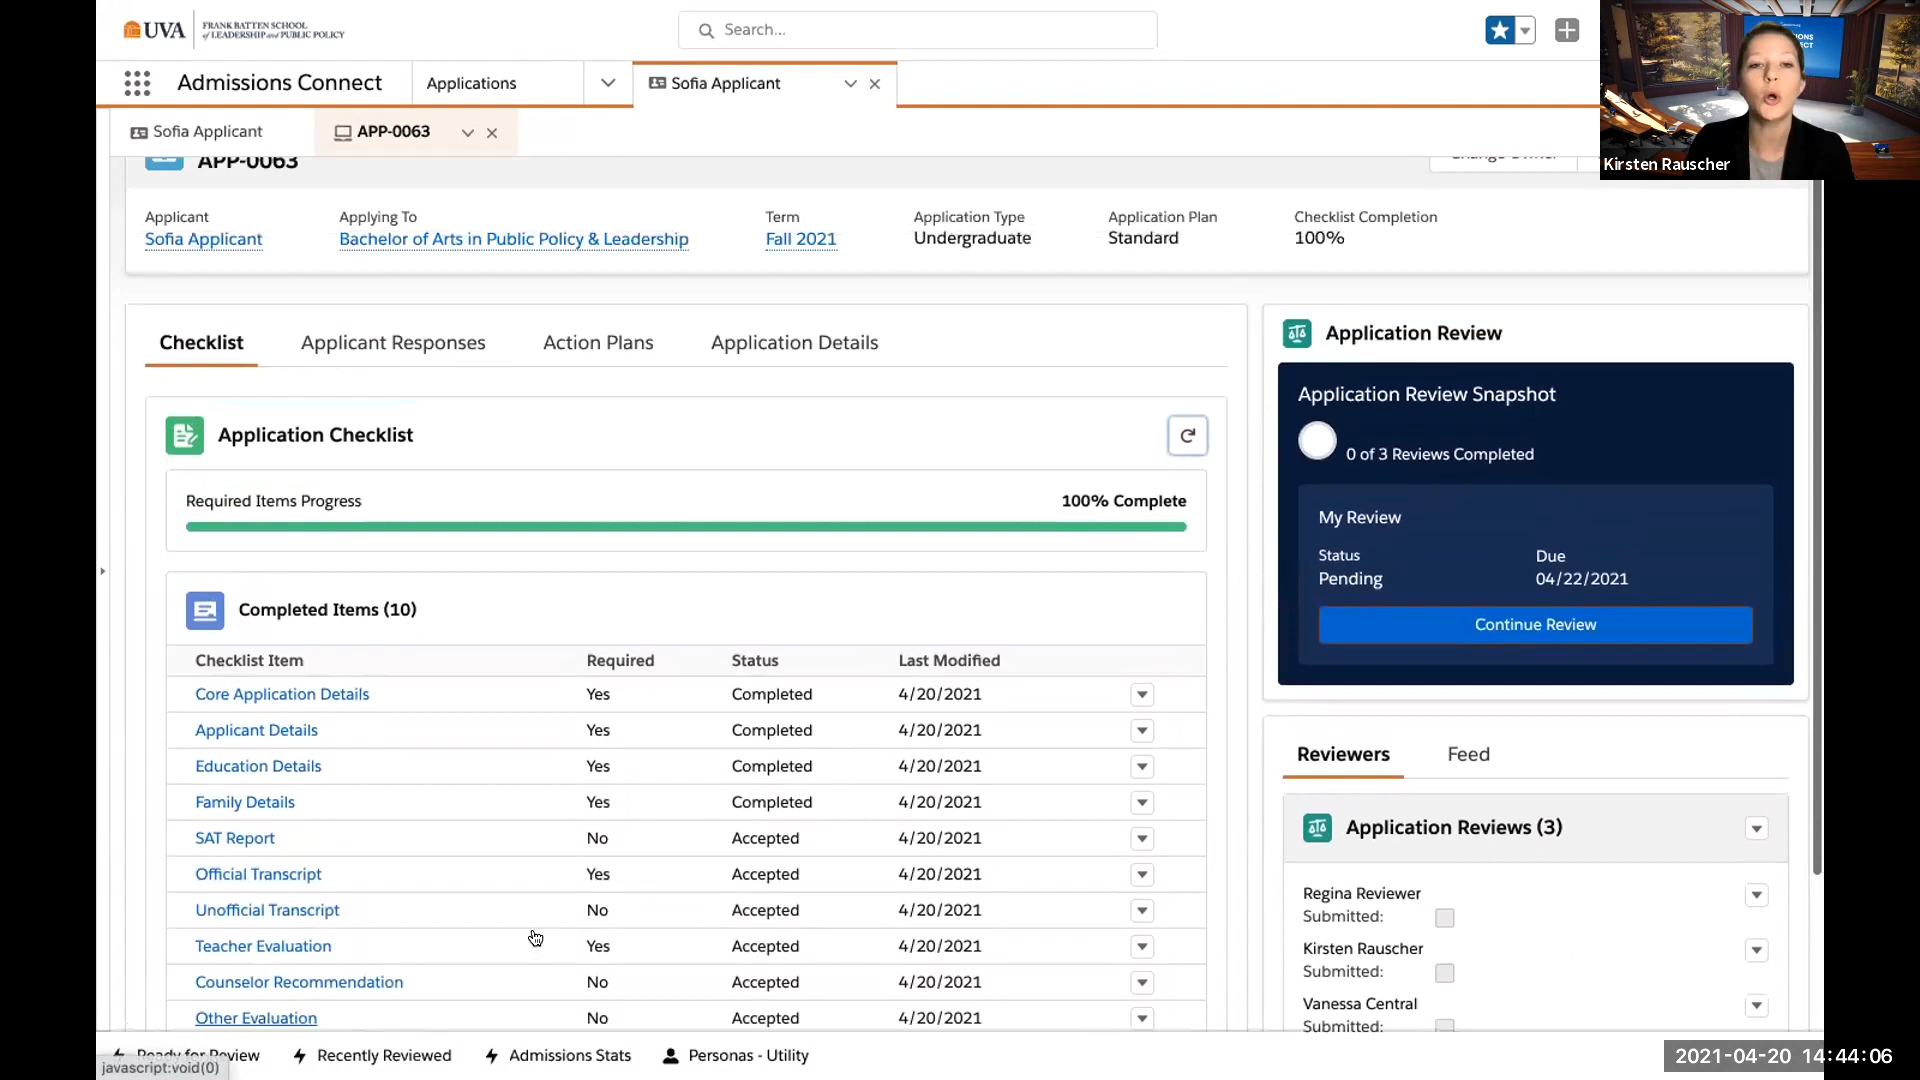 UVA FRANK BATTEN SCHOOL
of LEADERSHIP and PUBLIC POLICY
Search...
Admissions Connect
Applications
Sofia Applicant
Sofia Applicant
APP-0063
Kirsten Rauscher
APP-0063
Change Owner
Applicant
Sofia Applicant
Applying To
Bachelor of Arts in Public Policy & Leadership
Term
Fall 2021
Application Type
Undergraduate
Application Plan
Standard
Checklist Completion
100%
Checklist
Applicant Responses
Action Plans
Application Details
Application Checklist
Required Items Progress
100% Complete
Completed Items (10)
Checklist Item Required Status Last Modified
Core Application Details Yes Completed 4/20/2021
Applicant Details Yes Completed 4/20/2021
Education Details Yes Completed 4/20/2021
Family Details Yes Completed 4/20/2021
SAT Report No Accepted 4/20/2021
Official Transcript Yes Accepted 4/20/2021
Unofficial Transcript No Accepted 4/20/2021
Teacher Evaluation Yes Accepted 4/20/2021
Counselor Recommendation No Accepted 4/20/2021
Other Evaluation No Accepted 4/20/2021
Application Review
Application Review Snapshot
0 of 3 Reviews Completed
My Review
Status
Pending
Due
04/22/2021
Continue Review
Reviewers
Feed
Application Reviews (3)
Regina Reviewer
Submitted:
Kirsten Rauscher
Submitted:
Vanessa Central
Submitted:
Ready for Review
Recently Reviewed
Admissions Stats
Personas - Utility
javascript:void(0)
2021-04-20 14:44:06